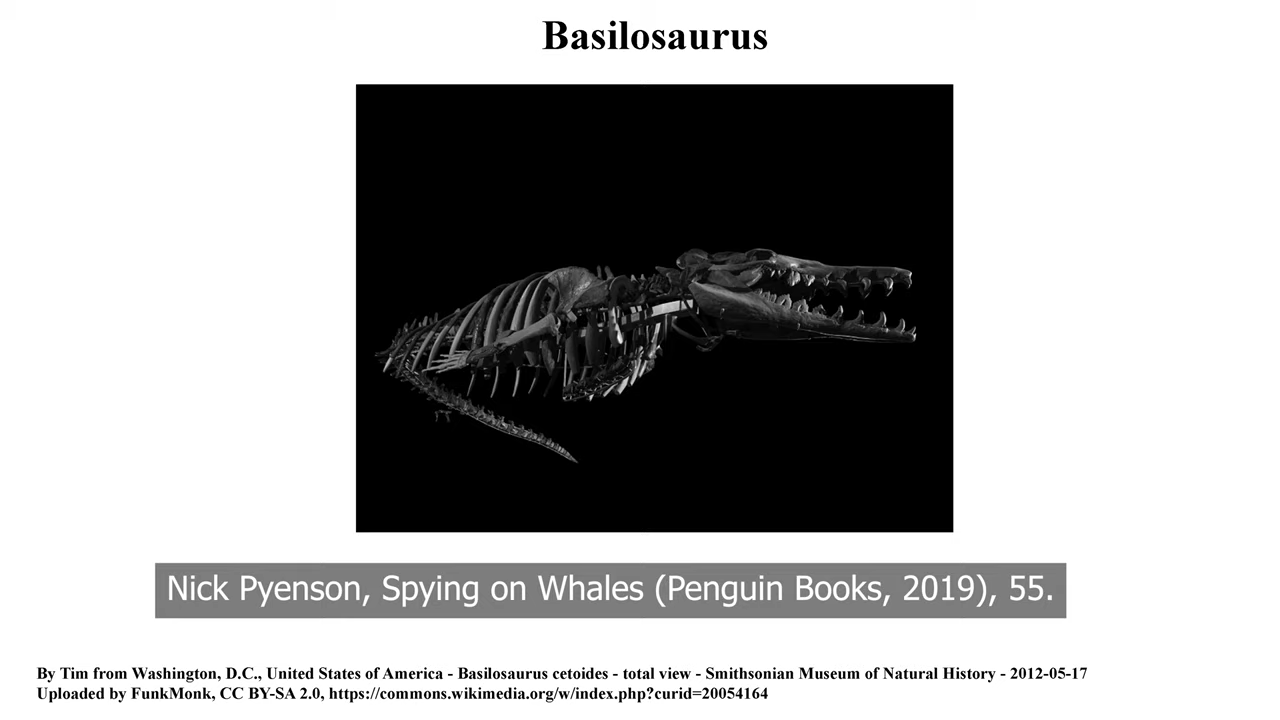 Basilosaurus
Nick Pyenson, Spying on Whales (Penguin Books, 2019), 55.
By Tim from Washington, D.C., United States of America - Basilosaurus cetoides - total view - Smithsonian Museum of Natural History - 2012-05-17
Uploaded by FunkMonk, CC BY-SA 2.0, https://commons.wikimedia.org/w/index.php?curid=20054164